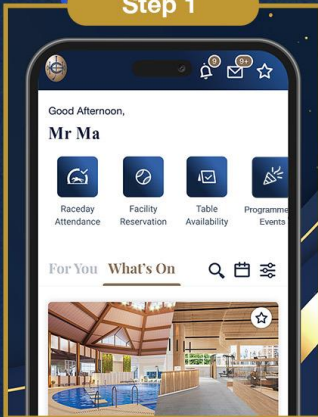 Step 1
9
9+
Good Afternoon,
Mr Ma
Raceday
Attendance
Facility
Reservation
Table
Availability
Programme
Events
For You
What's On